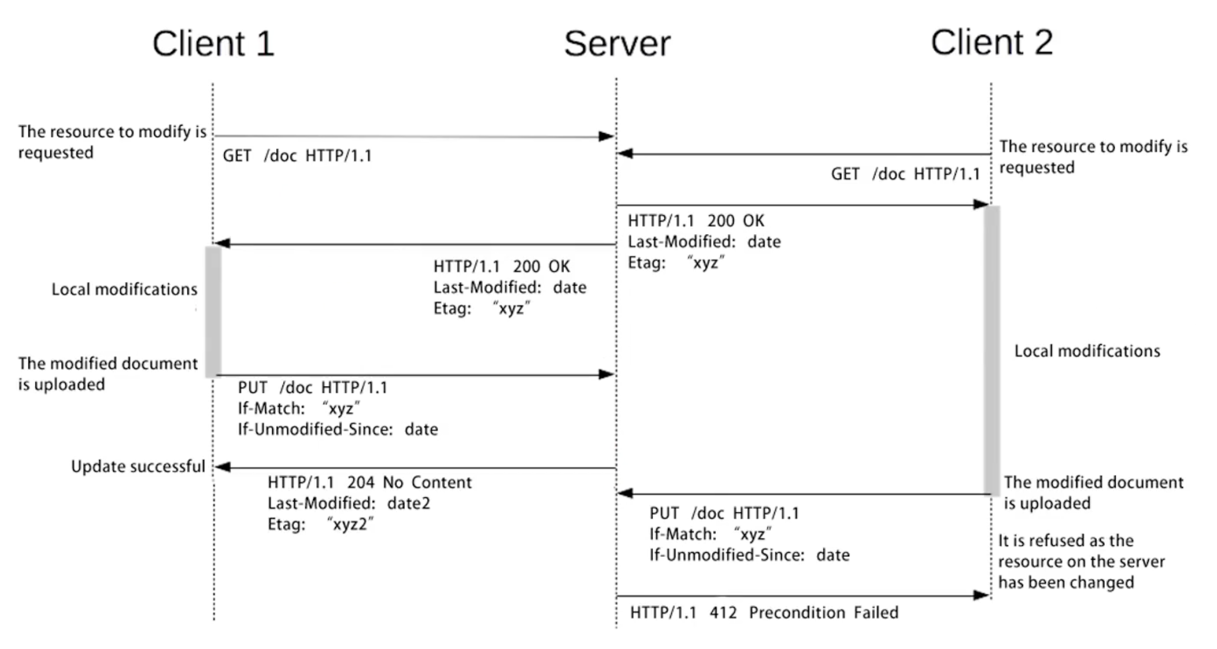 Client 1
Server
Client 2
The resource to modify is
requested
GET /doc HTTP/1.1
The resource to modify is
requested
GET /doc HTTP/1.1
HTTP/1.1 200 OK
Last-Modified: date
Etag: "xyz"
HTTP/1.1 200 OK
Last-Modified: date
Etag: "xyz"
Local modifications
Local modifications
The modified document
is uploaded
PUT /doc HTTP/1.1
If-Match: "xyz"
If-Unmodified-Since: date
Update successful
HTTP/1.1 204 No Content
Last-Modified: date2
Etag: "xyz2"
The modified document
is uploaded
PUT /doc HTTP/1.1
If-Match: "xyz"
If-Unmodified-Since: date
It is refused as the
resource on the server
has been changed
HTTP/1.1 412 Precondition Failed